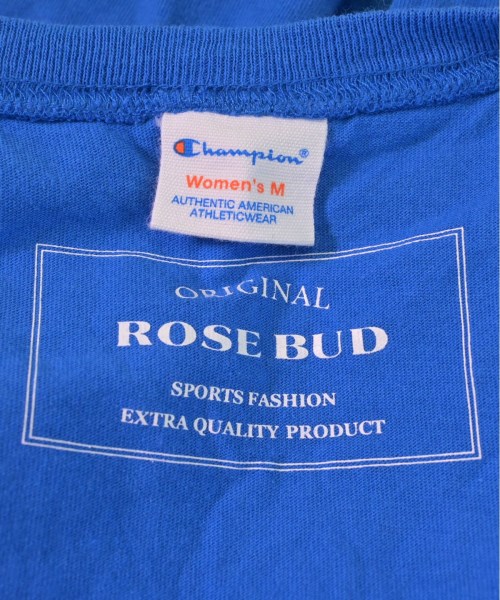 Champion®
Women's M
AUTHENTIC AMERICAN
ATHLETICWEAR
ORIGINAL
ROSE BUD
SPORTS FASHION
EXTRA QUALITY PRODUCT